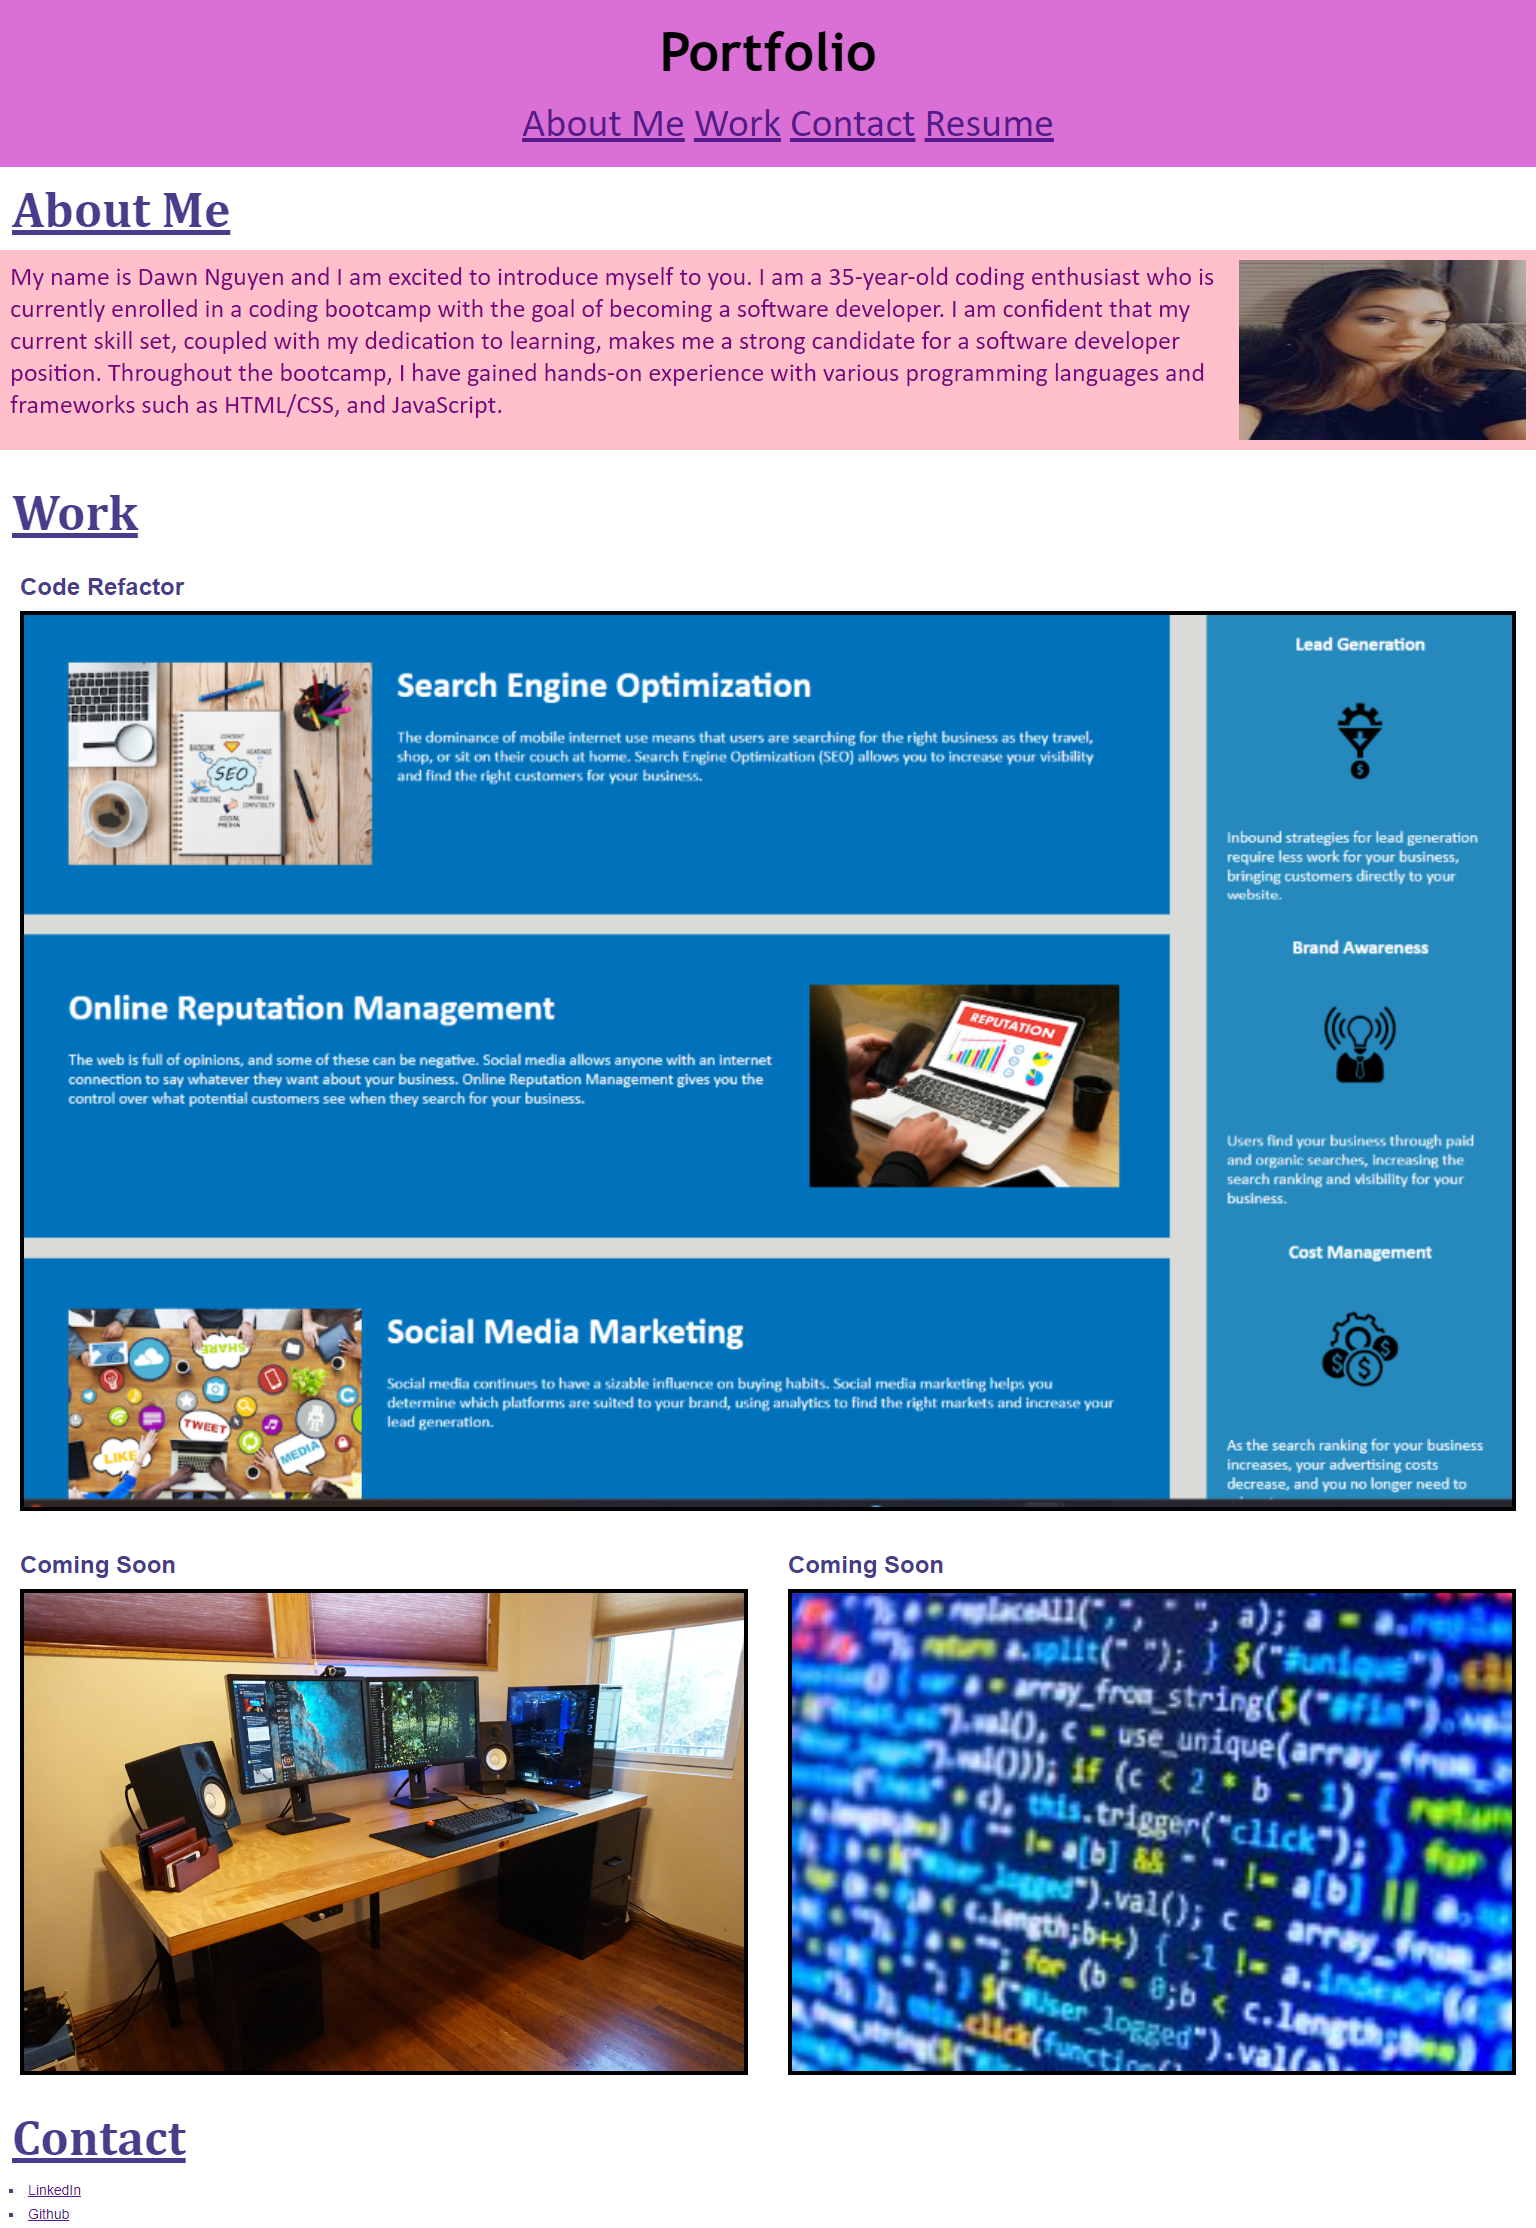 Portfolio
About Me Work Contact Resume
About Me
My name is Dawn Nguyen and I am excited to introduce myself to you. I am a 35-year-old coding enthusiast who is
currently enrolled in a coding bootcamp with the goal of becoming a software developer. I am confident that my
current skill set, coupled with my dedication to learning, makes me a strong candidate for a software developer
position. Throughout the bootcamp, I have gained hands-on experience with various programming languages and
frameworks such as HTML/CSS, and JavaScript.
Work
Code Refactor
Search Engine Optimization
The dominance of mobile internet use means that users are searching for the right business as they travel,
shop, or sit on their couch at home. Search Engine Optimization (SEO) allows you to increase your visibility
and find the right customers for your business.
CONTENT
BACKLINK
HEADINGS
SEO
LINK BUILDING
MOBILE
COMPATIBILITY
SOCIAL
MEDIA
Lead Generation
Inbound strategies for lead generation
require less work for your business,
bringing customers directly to your
website.
Online Reputation Management
The web is full of opinions, and some of these can be negative. Social media allows anyone with an internet
connection to say whatever they want about your business. Online Reputation Management gives you the
control over what potential customers see when they search for your business.
REPUTATION
Brand Awareness
Users find your business through paid
and organic searches, increasing the
search ranking and visibility for your
business.
Social Media Marketing
Social media continues to have a sizable influence on buying habits. Social media marketing helps you
determine which platforms are suited to your brand, using analytics to find the right markets and increase your
lead generation.
SHARE
TWEET
LIKE
MEDIA
Cost Management
As the search ranking for your business
increases, your advertising costs
decrease, and you no longer need to
Coming Soon
Coming Soon
replaceAll(",", " ", a); a = a.
return a.split(" "); } $("#unique").
a = array_from_string($("#fin").
.val(), c = use_unique(array_from_
.val())); if (c < 2 * b - 1) { return
this.trigger("click"); } for (
!= a[b] && " " != a[b] ||
").val(); c = array_from_
c.length;b++) { -1 != a.indexOf(
for (b = 0;b < c.length;b++)
$("#User_logged").val(
click(function()
Contact
LinkedIn
Github